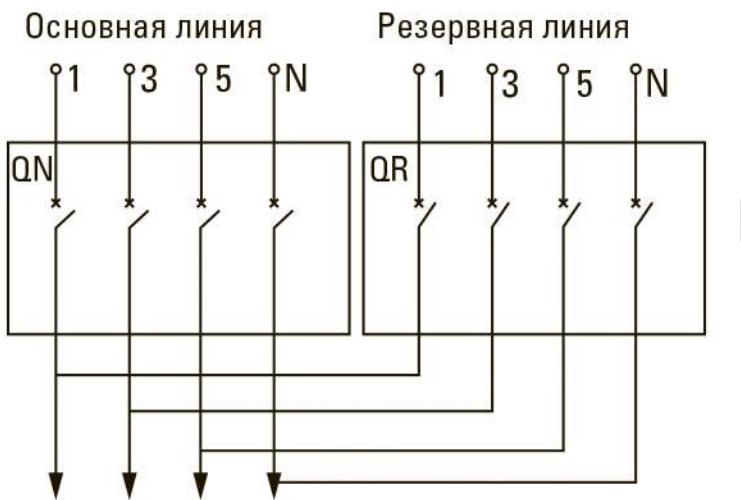 Основная линия
Резервная линия
1 3 5 N
1 3 5 N
QN
QR